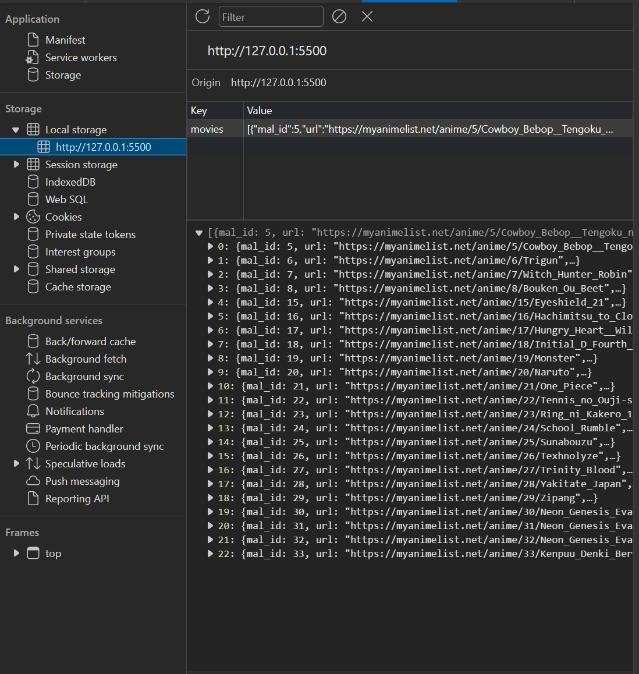 Application
Manifest
Service workers
Storage
Storage
Local storage
http://127.0.0.1:5500
Session storage
IndexedDB
Web SQL
Cookies
Private state tokens
Interest groups
Shared storage
Cache storage
Background services
Back/forward cache
Background fetch
Background sync
Bounce tracking mitigations
Notifications
Payment handler
Periodic background sync
Speculative loads
Push messaging
Reporting API
Frames
top
Filter
http://127.0.0.1:5500
Origin http://127.0.0.1:5500
Key Value
movies [{"mal_id":5,"url":"https://myanimelist.net/anime/5/Cowboy_Bebop__Tengoku_…
[{mal_id: 5, url: "https://myanimelist.net/anime/5/Cowboy_Bebop__Tengoku_n
0: {mal_id: 5, url: "https://myanimelist.net/anime/5/Cowboy_Bebop__Tengo
1: {mal_id: 6, url: "https://myanimelist.net/anime/6/Trigun",…}
2: {mal_id: 7, url: "https://myanimelist.net/anime/7/Witch_Hunter_Robin"
3: {mal_id: 8, url: "https://myanimelist.net/anime/8/Bouken_Ou_Beet",…}
4: {mal_id: 15, url: "https://myanimelist.net/anime/15/Eyeshield_21",…}
5: {mal_id: 16, url: "https://myanimelist.net/anime/16/Hachimitsu_to_Clo
6: {mal_id: 17, url: "https://myanimelist.net/anime/17/Hungry_Heart__Wil
7: {mal_id: 18, url: "https://myanimelist.net/anime/18/Initial_D_Fourth_
8: {mal_id: 19, url: "https://myanimelist.net/anime/19/Monster",…}
9: {mal_id: 20, url: "https://myanimelist.net/anime/20/Naruto",…}
10: {mal_id: 21, url: "https://myanimelist.net/anime/21/One_Piece",…}
11: {mal_id: 22, url: "https://myanimelist.net/anime/22/Tennis_no_Ouji-s
12: {mal_id: 23, url: "https://myanimelist.net/anime/23/Ring_ni_Kakero_1
13: {mal_id: 24, url: "https://myanimelist.net/anime/24/School_Rumble",…}
14: {mal_id: 25, url: "https://myanimelist.net/anime/25/Sunabouzu",…}
15: {mal_id: 26, url: "https://myanimelist.net/anime/26/Texhnolyze",…}
16: {mal_id: 27, url: "https://myanimelist.net/anime/27/Trinity_Blood",…
17: {mal_id: 28, url: "https://myanimelist.net/anime/28/Yakitate_Japan",
18: {mal_id: 29, url: "https://myanimelist.net/anime/29/Zipang",…}
19: {mal_id: 30, url: "https://myanimelist.net/anime/30/Neon_Genesis_Eva
20: {mal_id: 31, url: "https://myanimelist.net/anime/31/Neon_Genesis_Eva
21: {mal_id: 32, url: "https://myanimelist.net/anime/32/Neon_Genesis_Eva
22: {mal_id: 33, url: "https://myanimelist.net/anime/33/Kenpuu_Denki_Ber